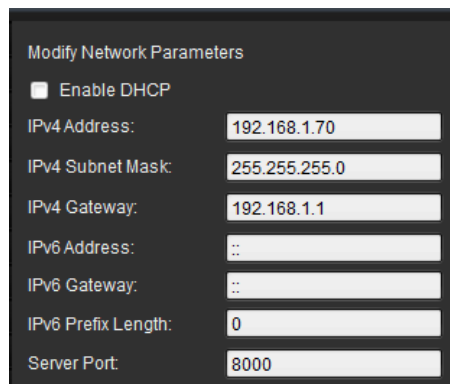 Modify Network Parameters
Enable DHCP
IPv4 Address: 192.168.1.70
IPv4 Subnet Mask: 255.255.255.0
IPv4 Gateway: 192.168.1.1
IPv6 Address: ::
IPv6 Gateway: ::
IPv6 Prefix Length: 0
Server Port: 8000